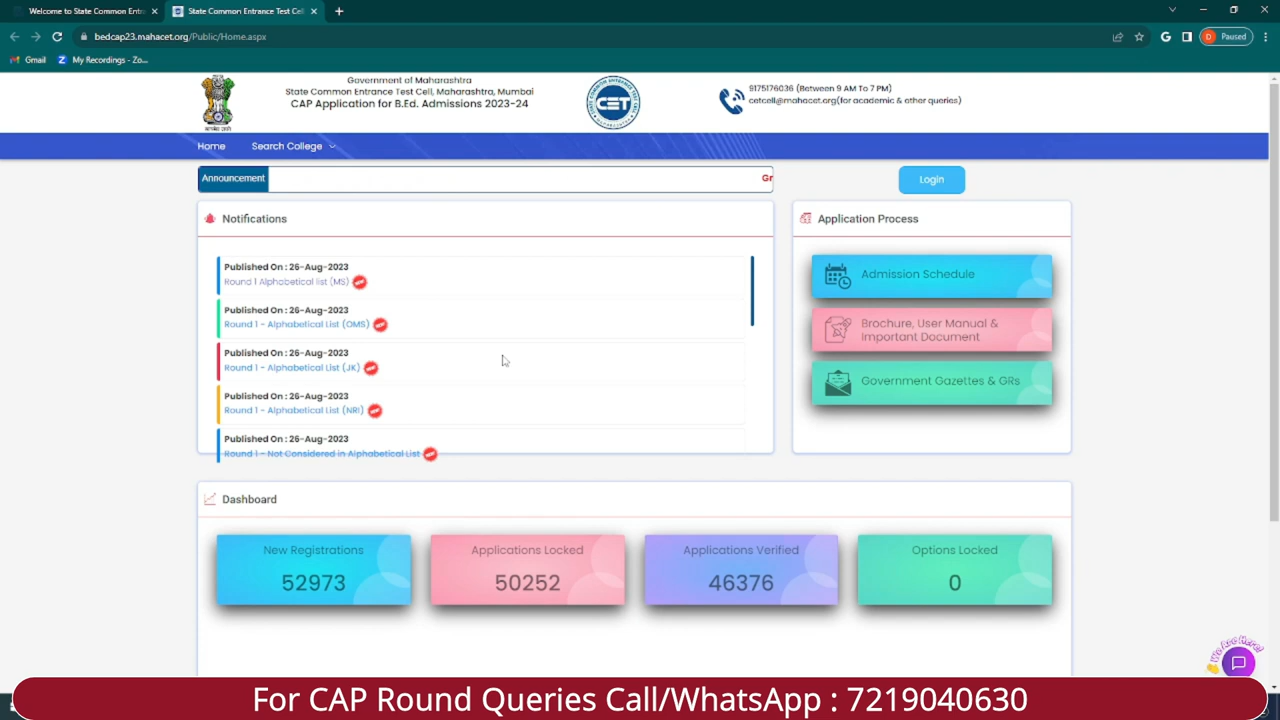 Welcome to State Common Entra
State Common Entrance Test Cel
bedcap23.mahacet.org/Public/Home.aspx
D
Paused
Gmail
My Recordings - Zo...
Government of Maharashtra
State Common Entrance Test Cell, Maharashtra, Mumbai
CAP Application for B.Ed. Admissions 2023-24
CET
9175176036 (Between 9 AM To 7 PM)
cetcell@mahacet.org(for academic & other queries)
Home
Search College
Announcement
Gr
Login
Notifications
Published On : 26-Aug-2023
Round 1 Alphabetical list (MS)
Published On : 26-Aug-2023
Round 1 - Alphabetical List (OMS)
Published On : 26-Aug-2023
Round 1 - Alphabetical List (JK)
Published On : 26-Aug-2023
Round 1 - Alphabetical List (NRI)
Published On : 26-Aug-2023
Round 1 - Not Considered in Alphabetical List
Application Process
Admission Schedule
Brochure, User Manual &
Important Document
Government Gazettes & GRs
Dashboard
New Registrations
52973
Applications Locked
50252
Applications Verified
46376
Options Locked
0
We Are Here!
For CAP Round Queries Call/WhatsApp : 7219040630